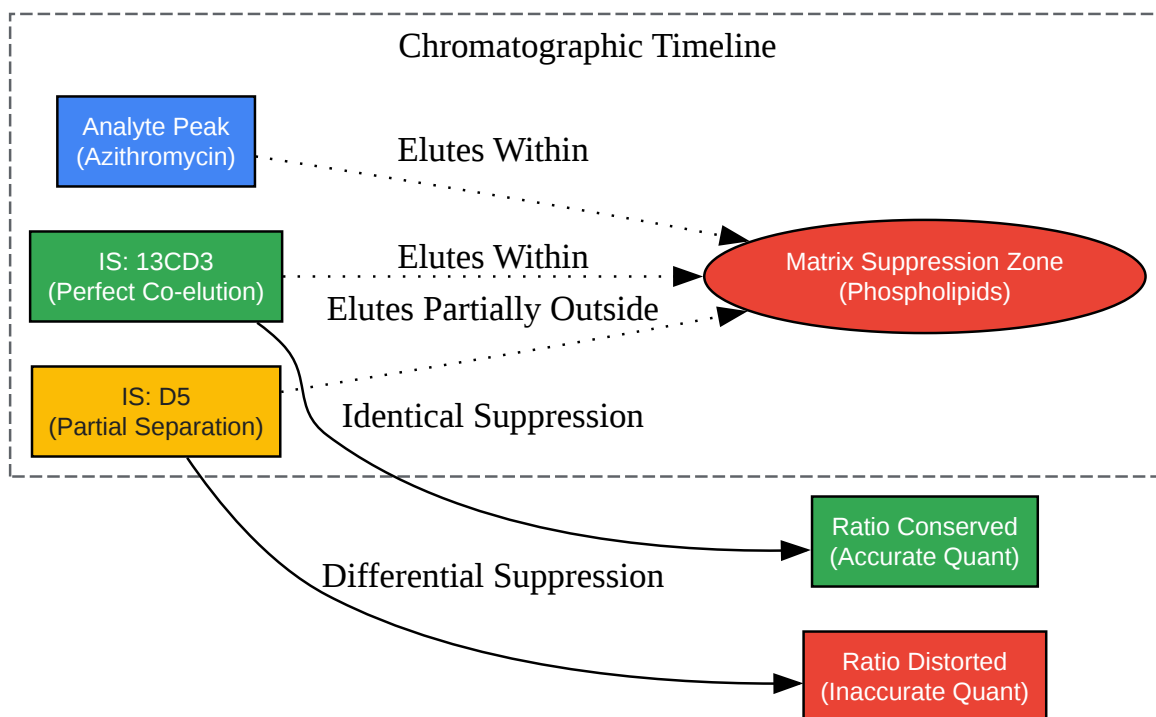 Chromatographic Timeline
Analyte Peak
(Azithromycin)
Elutes Within
IS: 13CD3
(Perfect Co-elution)
Elutes Within
Matrix Suppression Zone
(Phospholipids)
Elutes Partially Outside
IS: D5
(Partial Separation)
Identical Suppression
Ratio Conserved
(Accurate Quant)
Differential Suppression
Ratio Distorted
(Inaccurate Quant)